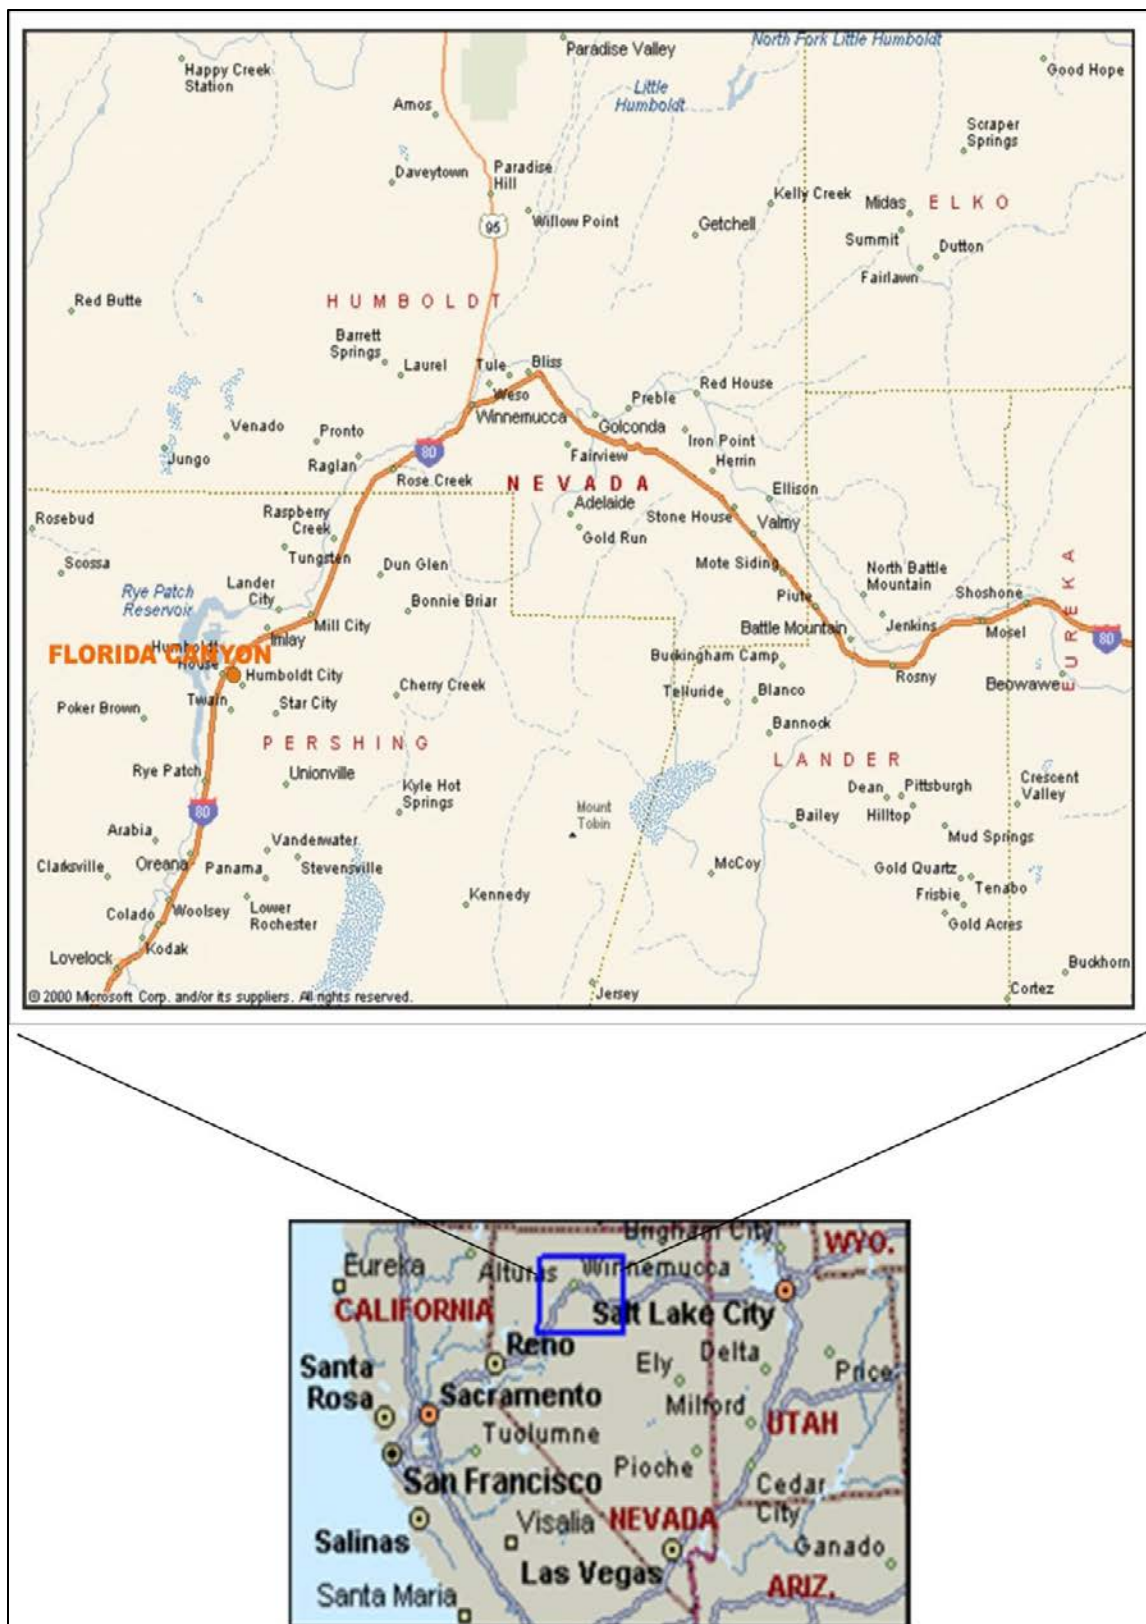 Paradise Valley
North Fork Little Humboldt
Happy Creek
Station
Good Hope
Little
Humboldt
Amos
Scraper
Springs
Daveytown
Paradise
Hill
Kelly Creek
Midas
ELKO
95
Willow Point
Getchell
Summit
Dutton
Fairlawn
Red Butte
HUMBOLDT
Barrett
Springs
Laurel
Tule
Bliss
Weso
Red House
Preble
Winnemucca
Golconda
Venado
Pronto
Iron Point
Jungo
Raglan
80
Fairview
Herrin
Rose Creek
NEVADA
Ellison
Adelaide
Rosebud
Raspberry
Creek
Stone House
Valmy
Gold Run
Tungsten
Scossa
Dun Glen
Mote Siding
North Battle
Mountain
EUREKA
Rye Patch
Reservoir
Lander
City
Bonnie Briar
Piute
Shoshone
Mill City
Battle Mountain
Jenkins
Mosel
80
Imlay
Humboldt
House
FLORIDA CANYON
Humboldt City
Buckingham Camp
Rosny
Beowawe
Cherry Creek
Telluride
Blanco
Twain
Star City
Poker Brown
Bannock
PERSHING
LANDER
Rye Patch
Unionville
Kyle Hot
Springs
Dean
Pittsburgh
Crescent
Valley
80
Mount
Tobin
Bailey
Hilltop
Arabia
Vanderwater
Mud Springs
Clarksville
Oreana
Panama
Stevensville
McCoy
Gold Quartz
Tenabo
Frisbie
Colado
Woolsey
Lower
Rochester
Kennedy
Gold Acres
Lovelock
Kodak
Buckhorn
Jersey
Cortez
© 2000 Microsoft Corp. and/or its suppliers. All rights reserved.
Brigham City
WYO.
Eureka
Alturas
Winnemucca
CALIFORNIA
Salt Lake City
Reno
Santa
Rosa
Ely
Delta
Price
Sacramento
Milford
UTAH
Tuolumne
Pioche
San Francisco
Cedar
City
Visalia
NEVADA
Salinas
Ganado
Las Vegas
ARIZ.
Santa Maria